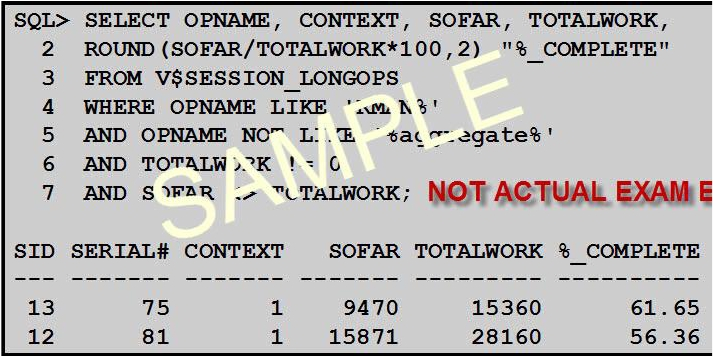 SQL> SELECT OPNAME, CONTEXT, SOFAR, TOTALWORK,
2 ROUND(SOFAR/TOTALWORK*100,2) "%_COMPLETE"
3 FROM V$SESSION_LONGOPS
4 WHERE OPNAME LIKE 'RMAN%'
5 AND OPNAME NOT LIKE '%aggregate%'
6 AND TOTALWORK != 0
7 AND SOFAR <> TOTALWORK; NOT ACTUAL EXAM E
SAMPLE
SID SERIAL# CONTEXT SOFAR TOTALWORK %_COMPLETE
--- ------- ------- ------- --------- ----------
13 75 1 9470 15360 61.65
12 81 1 15871 28160 56.36